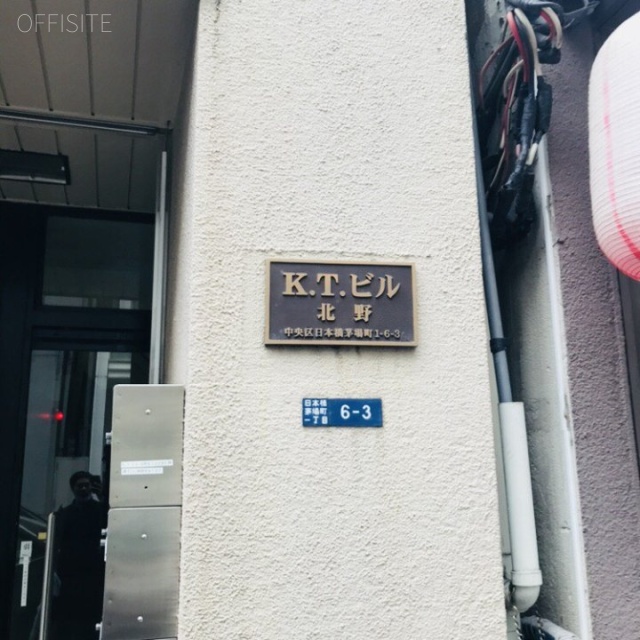 OFFISITE
K.T.ビル
北野
中央区日本橋茅場町1-6-3
日本橋
茅場町
一丁目
6-3